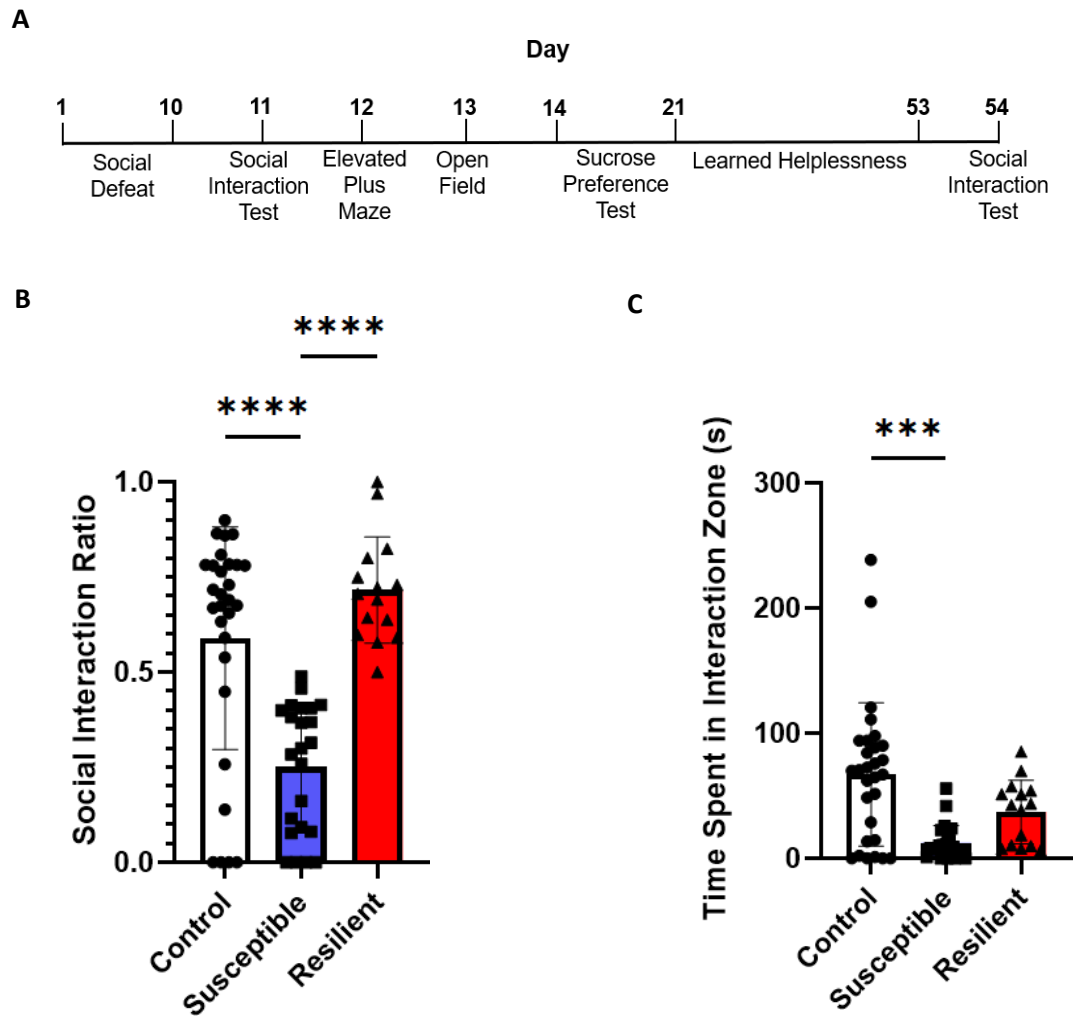 A
Day
1 10 11 12 13 14 21 53 54
Social
Defeat
Social
Interaction
Test
Elevated
Plus
Maze
Open
Field
Sucrose
Preference
Test
Learned Helplessness
Social
Interaction
Test
B
****
****
Social Interaction Ratio
1.0
0.5
0.0
Control
Susceptible
Resilient
C
***
Time Spent in Interaction Zone (s)
300
200
100
0
Control
Susceptible
Resilient